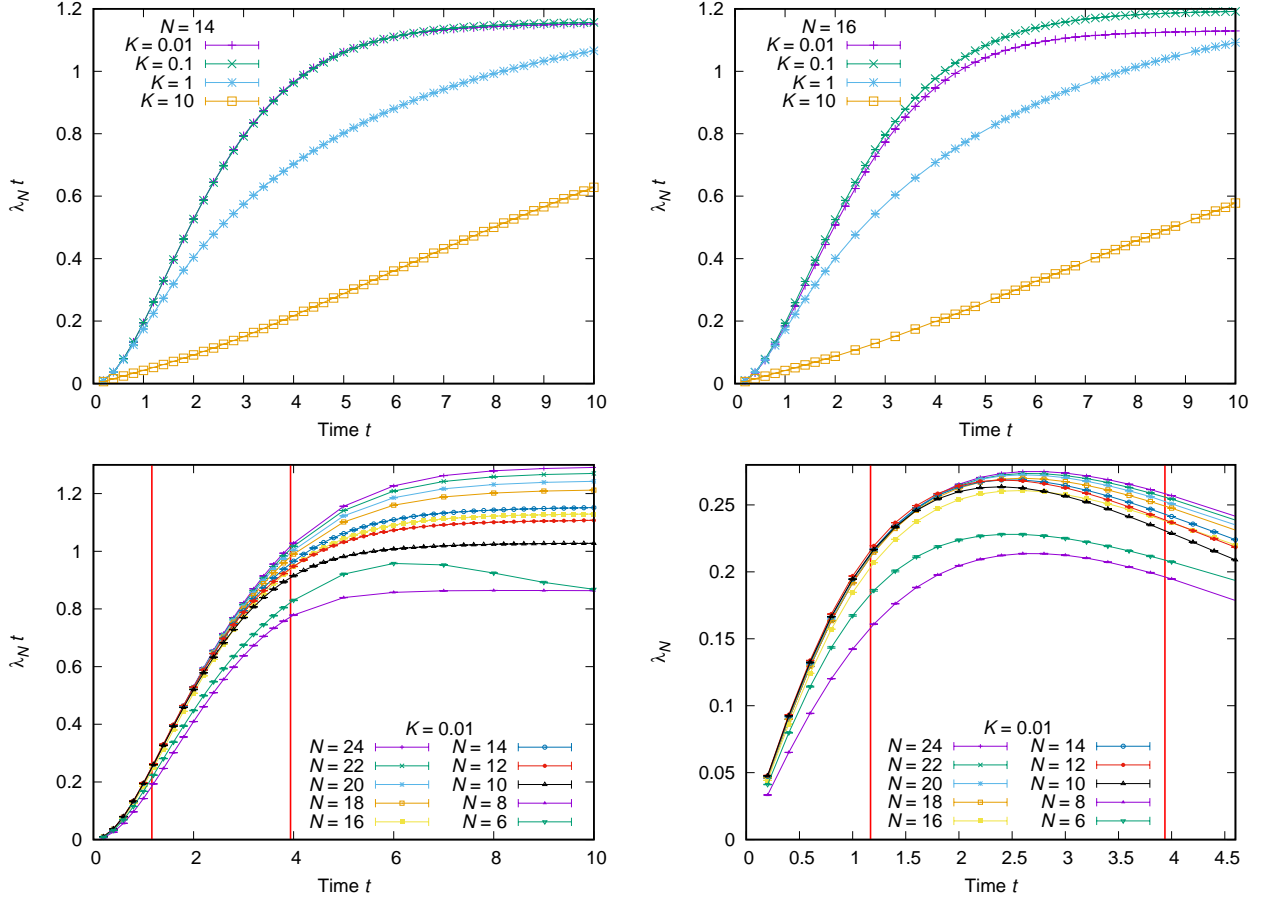 N = 14
K = 0.01
K = 0.1
K = 1
K = 10
0 0.2 0.4 0.6 0.8 1 1.2
0 1 2 3 4 5 6 7 8 9 10
λN t
Time t
N = 16
K = 0.01
K = 0.1
K = 1
K = 10
0 0.2 0.4 0.6 0.8 1 1.2
0 1 2 3 4 5 6 7 8 9 10
λN t
Time t
K = 0.01
N = 24 N = 14
N = 22 N = 12
N = 20 N = 10
N = 18 N = 8
N = 16 N = 6
0 0.2 0.4 0.6 0.8 1 1.2
0 2 4 6 8 10
λN t
Time t
K = 0.01
N = 24 N = 14
N = 22 N = 12
N = 20 N = 10
N = 18 N = 8
N = 16 N = 6
0 0.05 0.1 0.15 0.2 0.25
0 0.5 1 1.5 2 2.5 3 3.5 4 4.5
λN
Time t